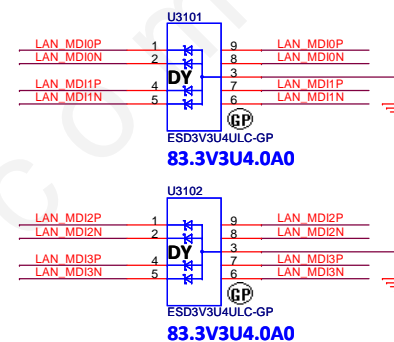 U3101
LAN_MDI0P 1 9 LAN_MDI0P
LAN_MDI0N 2 8 LAN_MDI0N
DY 3
LAN_MDI1P 4 7 LAN_MDI1P
LAN_MDI1N 5 6 LAN_MDI1N
GP
ESD3V3U4ULC-GP
83.3V3U4.0A0
U3102
LAN_MDI2P 1 9 LAN_MDI2P
LAN_MDI2N 2 8 LAN_MDI2N
DY 3
LAN_MDI3P 4 7 LAN_MDI3P
LAN_MDI3N 5 6 LAN_MDI3N
GP
ESD3V3U4ULC-GP
83.3V3U4.0A0